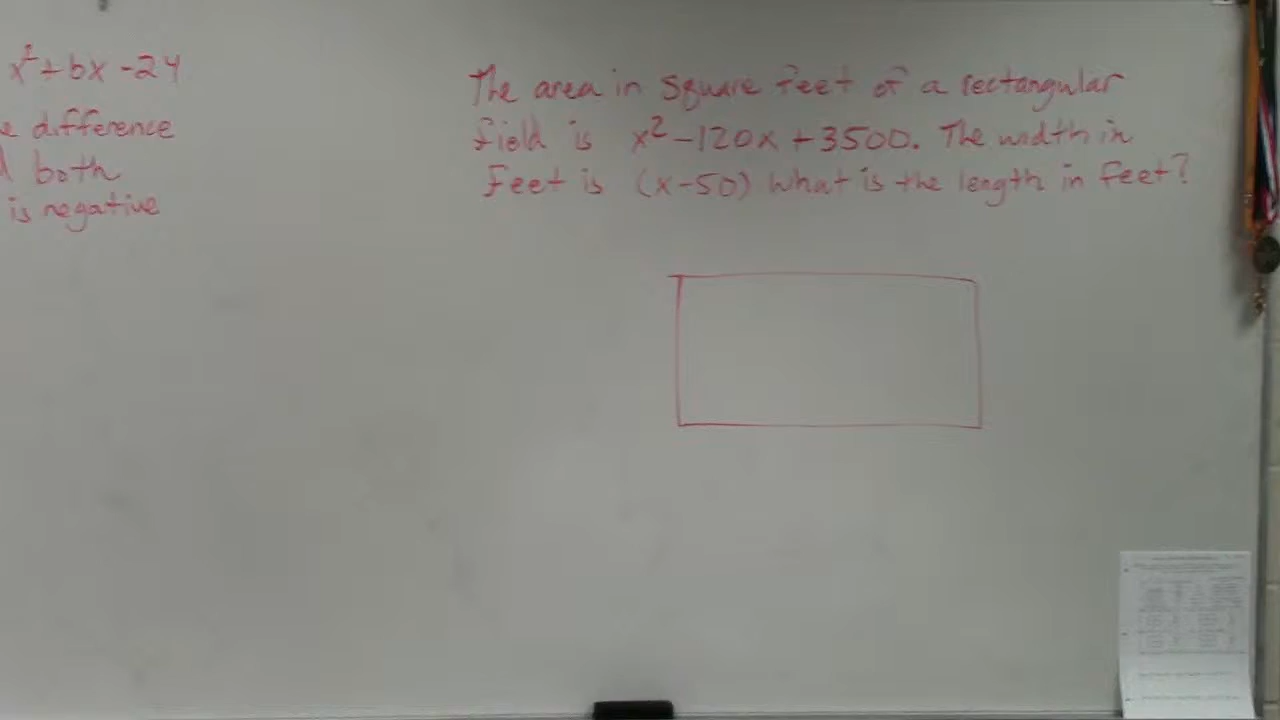 x²+bx-24
e difference
d both
is negative
The area in square feet of a rectangular
field is x²-120x+3500. The width in
Feet is (x-50) What is the length in feet?